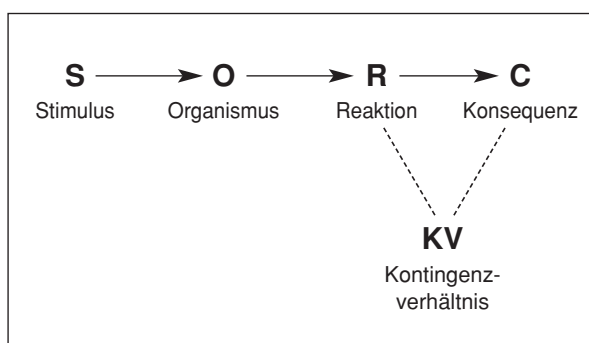 S O R C
Stimulus Organismus Reaktion Konsequenz
KV
Kontingenz-
verhältnis